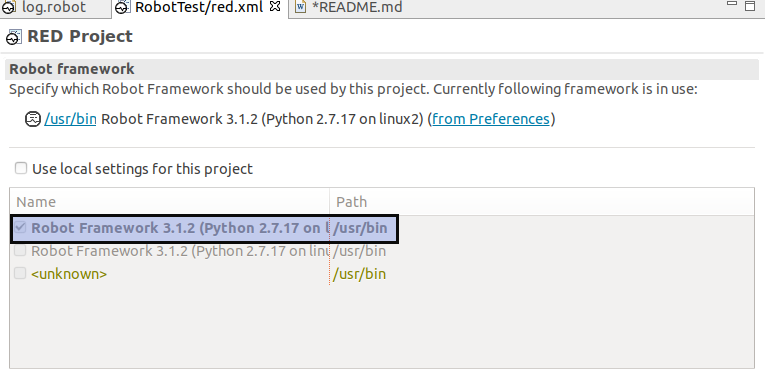 log.robot RobotTest/red.xml *README.md
RED Project
Robot framework
Specify which Robot Framework should be used by this project. Currently following framework is in use:
/usr/bin Robot Framework 3.1.2 (Python 2.7.17 on linux2) (from Preferences)
Use local settings for this project
Name Path
Robot Framework 3.1.2 (Python 2.7.17 on /usr/bin
Robot Framework 3.1.2 (Python 2.7.17 on /usr/bin
<unknown> /usr/bin